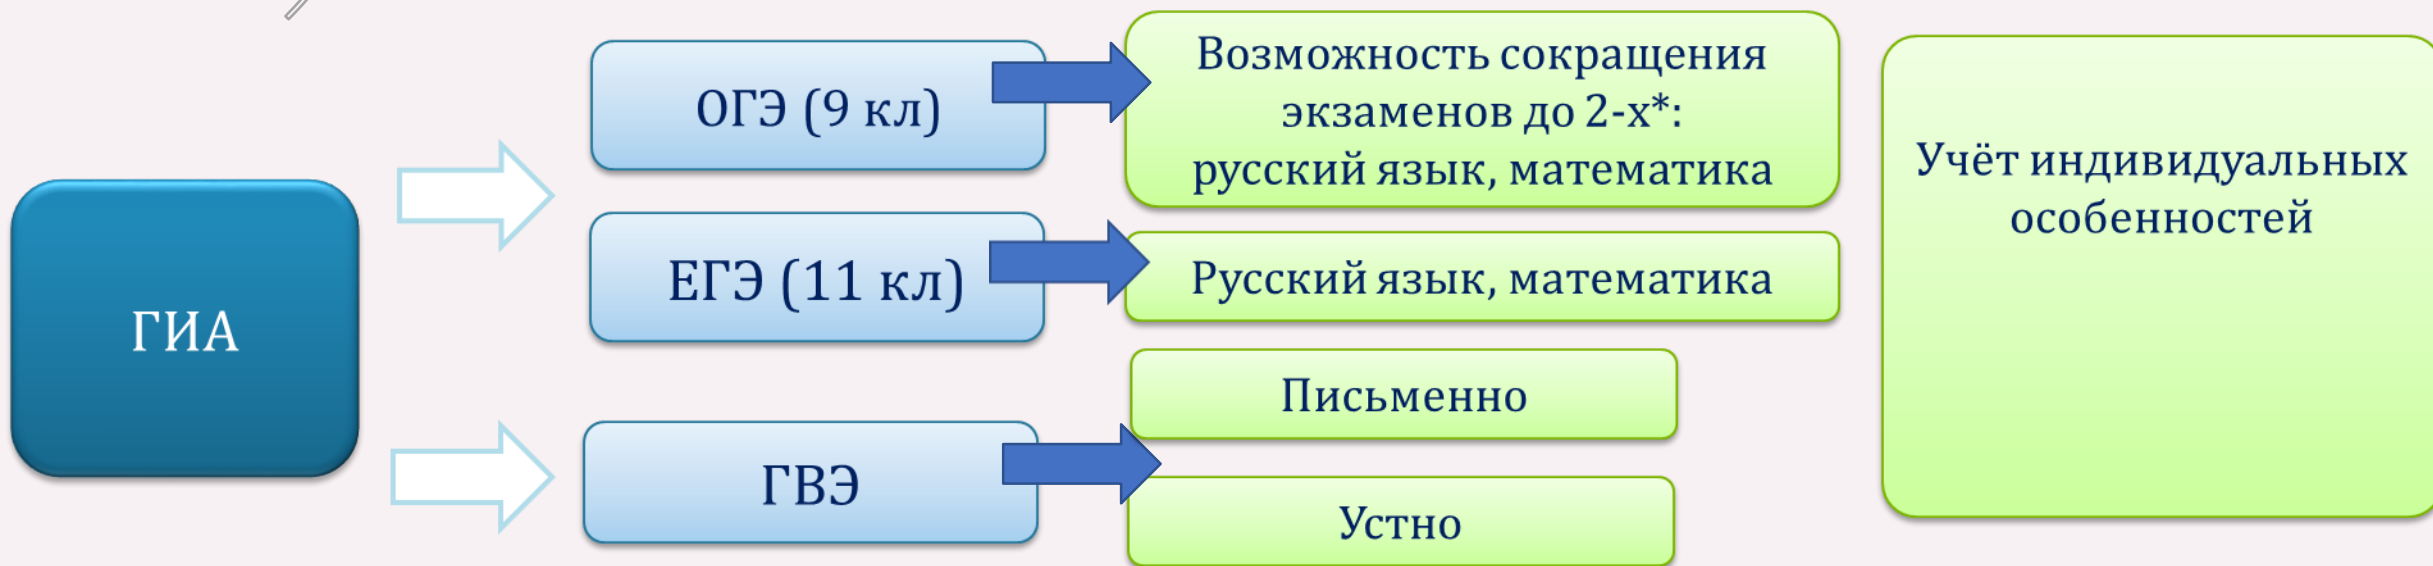 ГИА
ОГЭ (9 кл)
Возможность сокращения
экзаменов до 2-х*:
русский язык, математика
ЕГЭ (11 кл)
Русский язык, математика
ГВЭ
Письменно
Устно
Учёт индивидуальных
особенностей